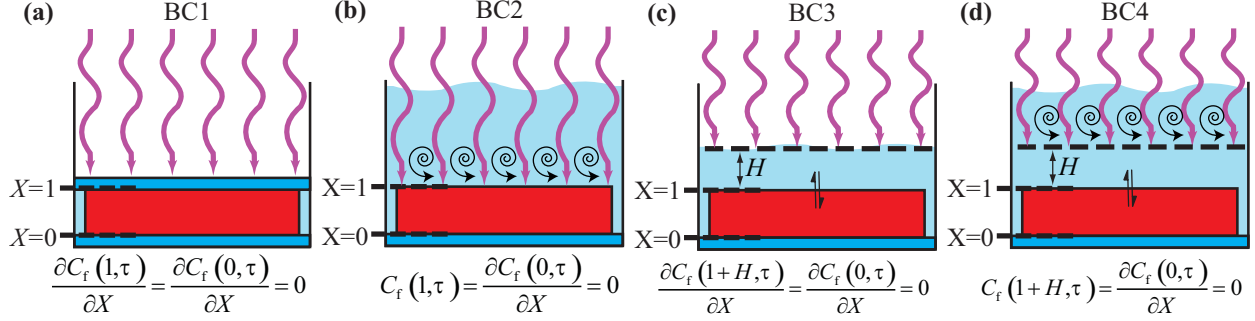 (a) BC1
X=1
X=0
∂C_f(1,τ)/∂X = ∂C_f(0,τ)/∂X = 0
(b) BC2
X=1
X=0
C_f(1,τ) = ∂C_f(0,τ)/∂X = 0
(c) BC3
H
X=1
X=0
∂C_f(1+H,τ)/∂X = ∂C_f(0,τ)/∂X = 0
(d) BC4
H
X=1
X=0
C_f(1+H,τ) = ∂C_f(0,τ)/∂X = 0